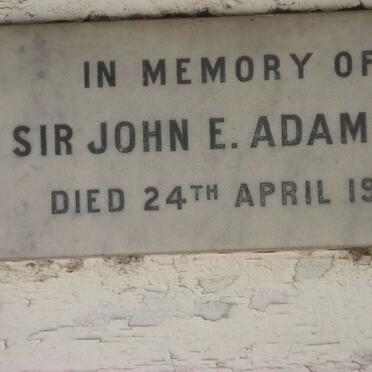 IN MEMORY OF
SIR JOHN E. ADAM
DIED 24TH APRIL 19